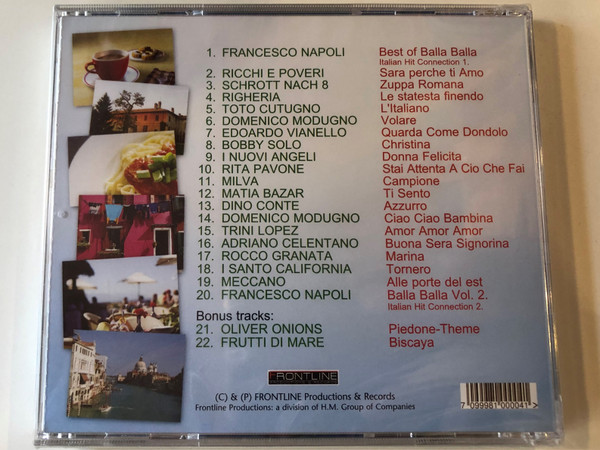 1. FRANCESCO NAPOLI Best of Balla Balla
Italian Hit Connection 1.
2. RICCHI E POVERI Sara perche ti Amo
3. SCHROTT NACH 8 Zuppa Romana
4. RIGHERIA Le statesta finendo
5. TOTO CUTUGNO L'Italiano
6. DOMENICO MODUGNO Volare
7. EDOARDO VIANELLO Quarda Come Dondolo
8. BOBBY SOLO Christina
9. I NUOVI ANGELI Donna Felicita
10. RITA PAVONE Stai Attenta A Cio Che Fai
11. MILVA Campione
12. MATIA BAZAR Ti Sento
13. DINO CONTE Azzurro
14. DOMENICO MODUGNO Ciao Ciao Bambina
15. TRINI LOPEZ Amor Amor Amor
16. ADRIANO CELENTANO Buona Sera Signorina
17. ROCCO GRANATA Marina
18. I SANTO CALIFORNIA Tornero
19. MECCANO Alle porte del est
20. FRANCESCO NAPOLI Balla Balla Vol. 2.
Italian Hit Connection 2.
Bonus tracks:
21. OLIVER ONIONS Piedone-Theme
22. FRUTTI DI MARE Biscaya
FRONTLINE
(C) & (P) FRONTLINE Productions & Records
Frontline Productions: a division of H.M. Group of Companies
7 099981 000041 >